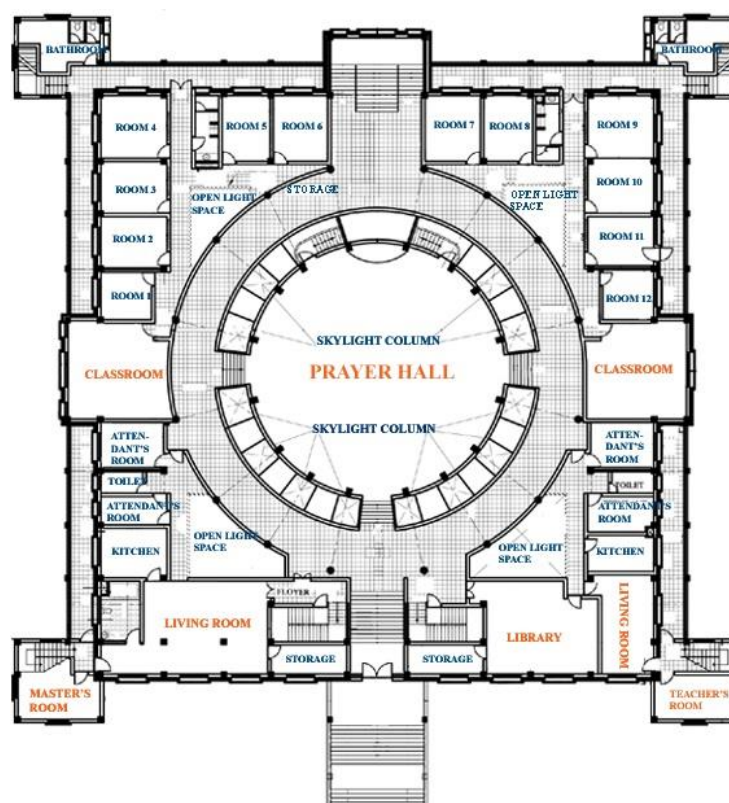 BATHROOM
BATHROOM
ROOM 4
ROOM 5
ROOM 6
ROOM 7
ROOM 8
ROOM 9
ROOM 3
OPEN LIGHT
SPACE
STORAGE
OPEN LIGHT
SPACE
ROOM 10
ROOM 2
ROOM 11
ROOM 1
ROOM 12
SKYLIGHT COLUMN
CLASSROOM
PRAYER HALL
CLASSROOM
SKYLIGHT COLUMN
ATTEN-
DANT'S
ROOM
ATTEN-
DANT'S
ROOM
TOILET
TOILET
ATTENDANT'S
ROOM
ATTENDANT'S
ROOM
KITCHEN
OPEN LIGHT
SPACE
OPEN LIGHT
SPACE
KITCHEN
FLOYER
LIVING ROOM
LIBRARY
LIVING ROOM
STORAGE
STORAGE
MASTER'S
ROOM
TEACHER'S
ROOM